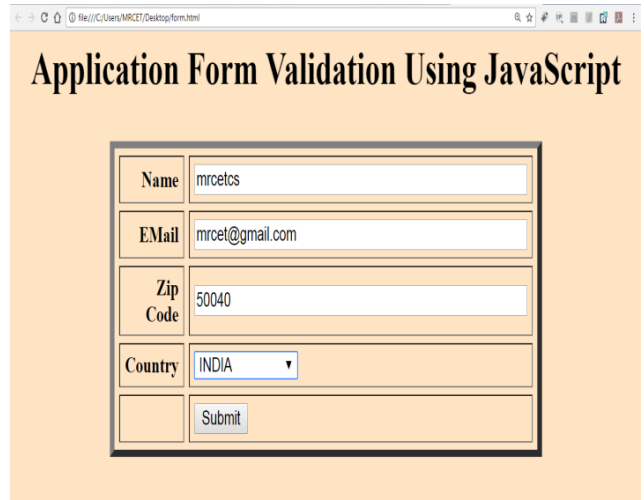 file:///C:/Users/MRCET/Desktop/form.html
Application Form Validation Using JavaScript
Name mrcetcs
EMail mrcet@gmail.com
Zip
Code 50040
Country INDIA
Submit